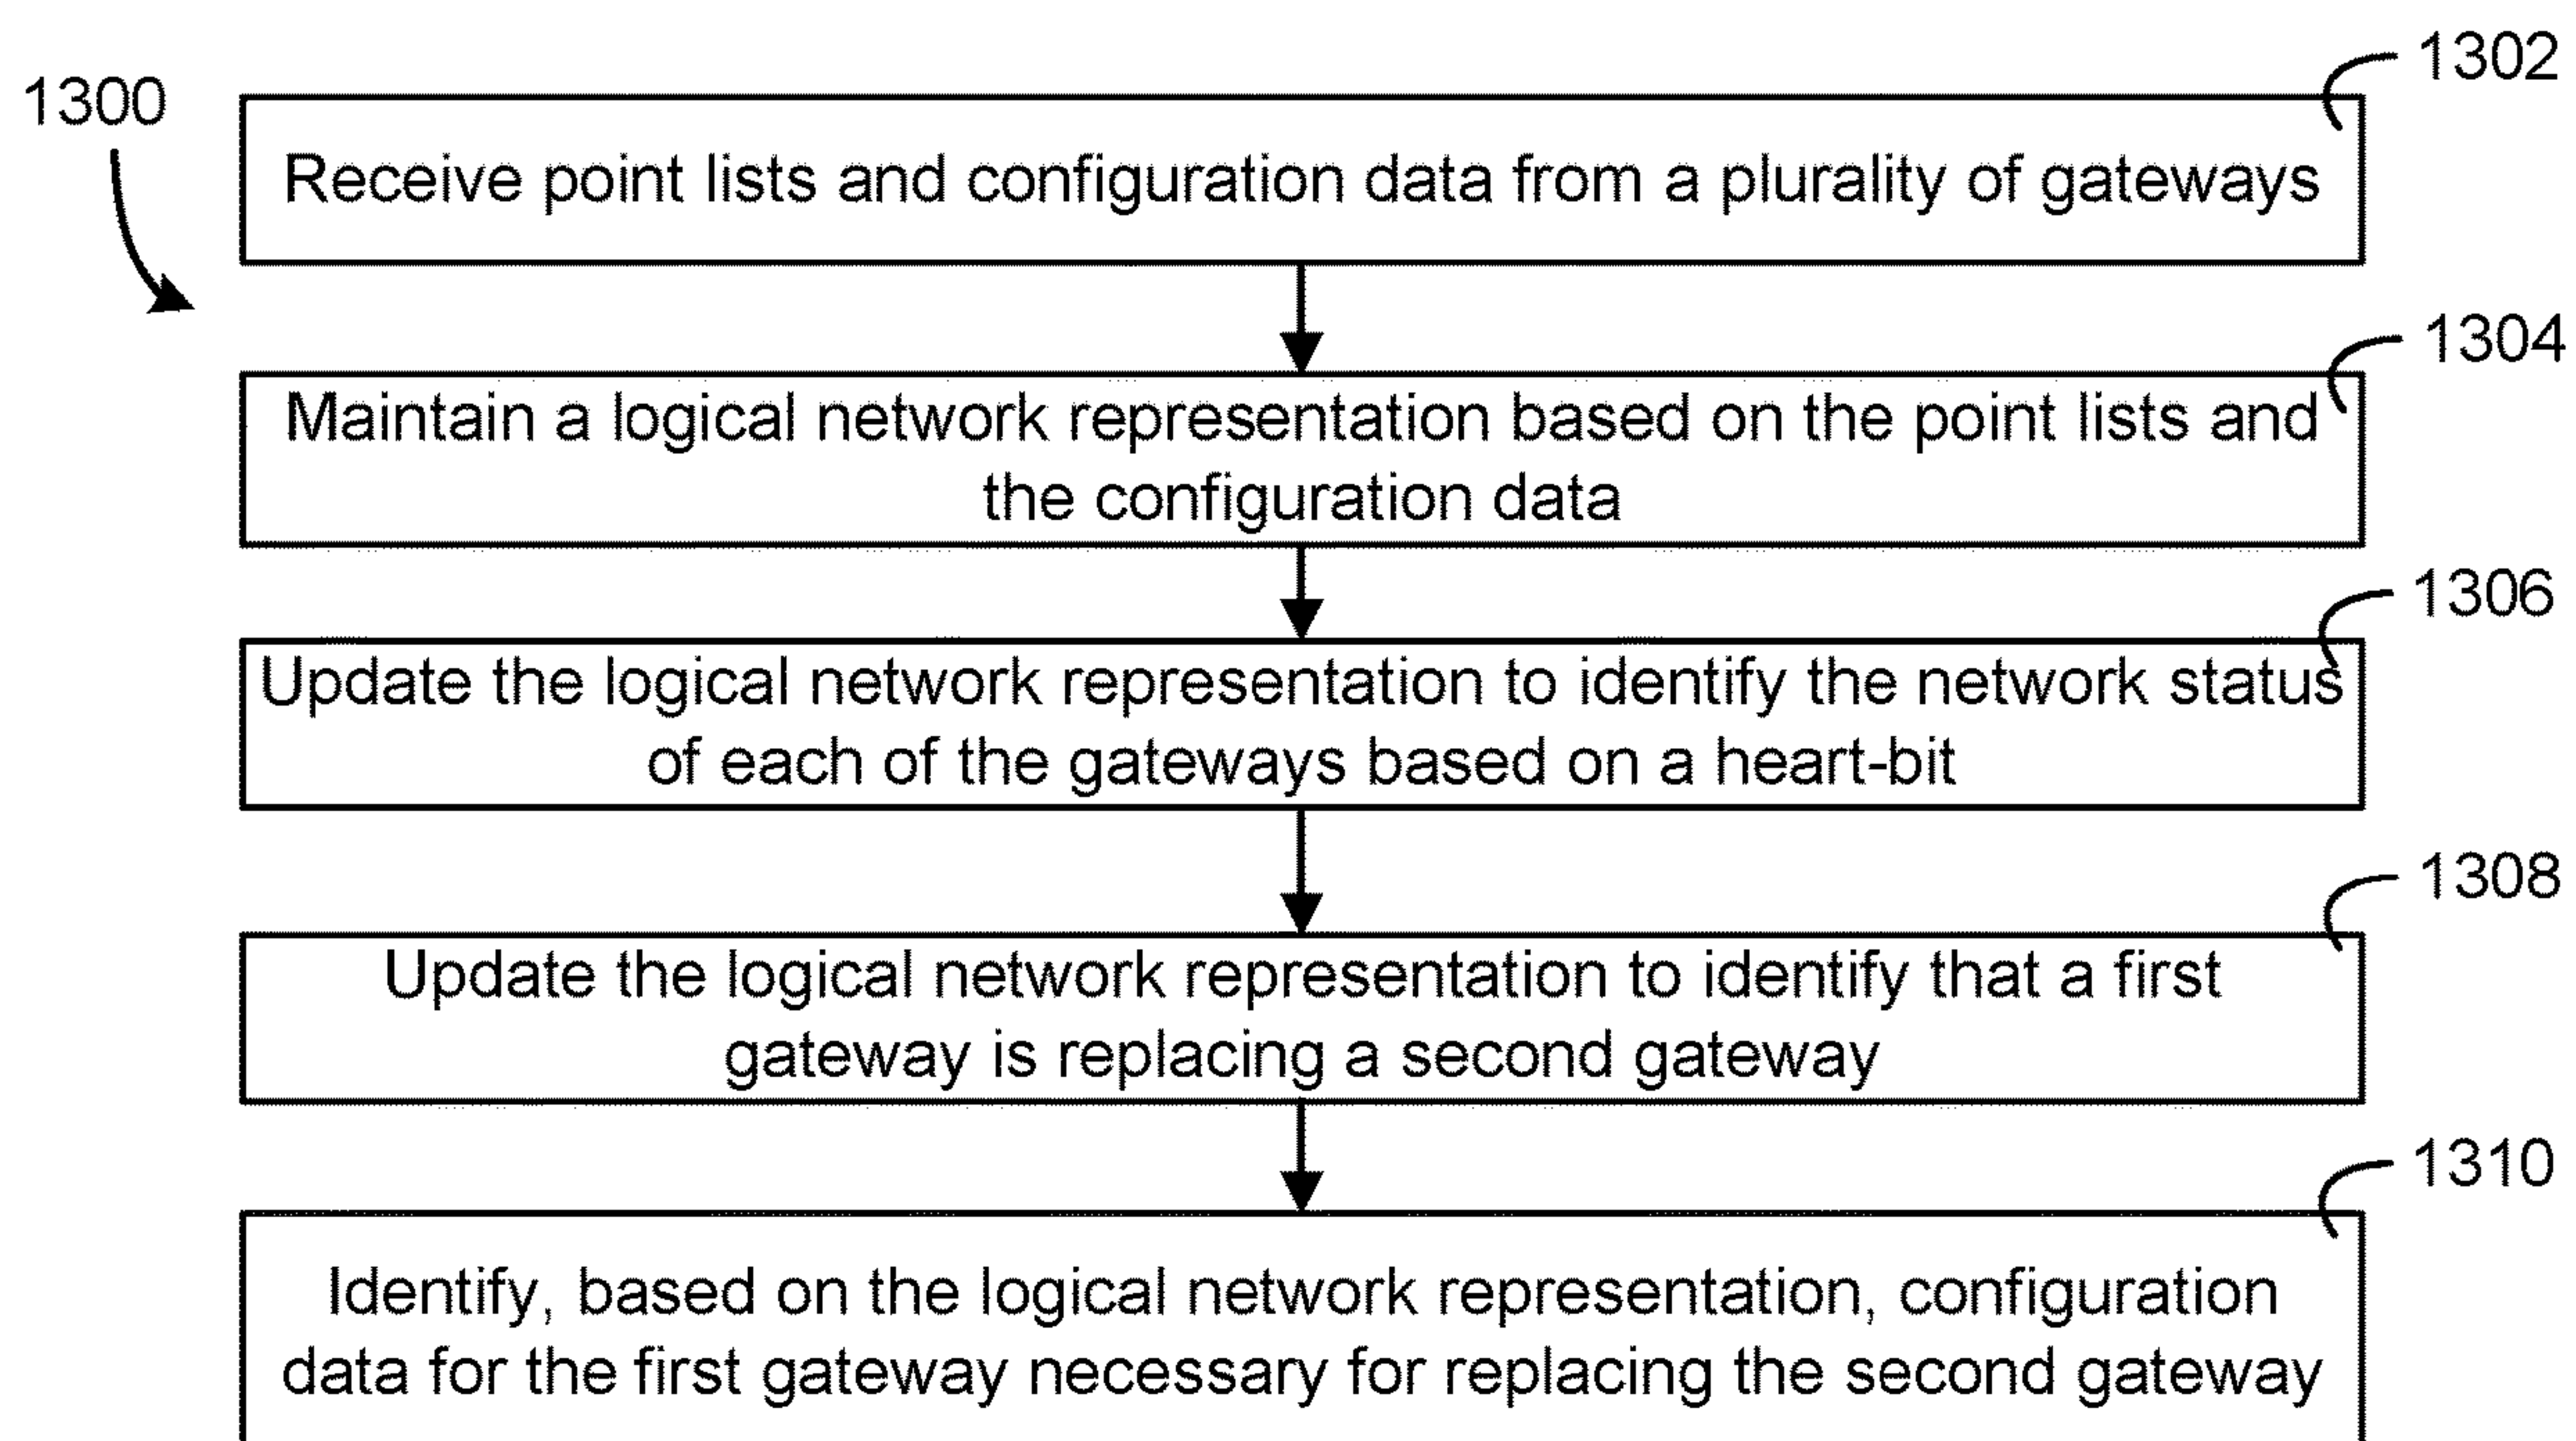 1300
1302
Receive point lists and configuration data from a plurality of gateways
1304
Maintain a logical network representation based on the point lists and
the configuration data
1306
Update the logical network representation to identify the network status
of each of the gateways based on a heart-bit
1308
Update the logical network representation to identify that a first
gateway is replacing a second gateway
1310
Identify, based on the logical network representation, configuration
data for the first gateway necessary for replacing the second gateway